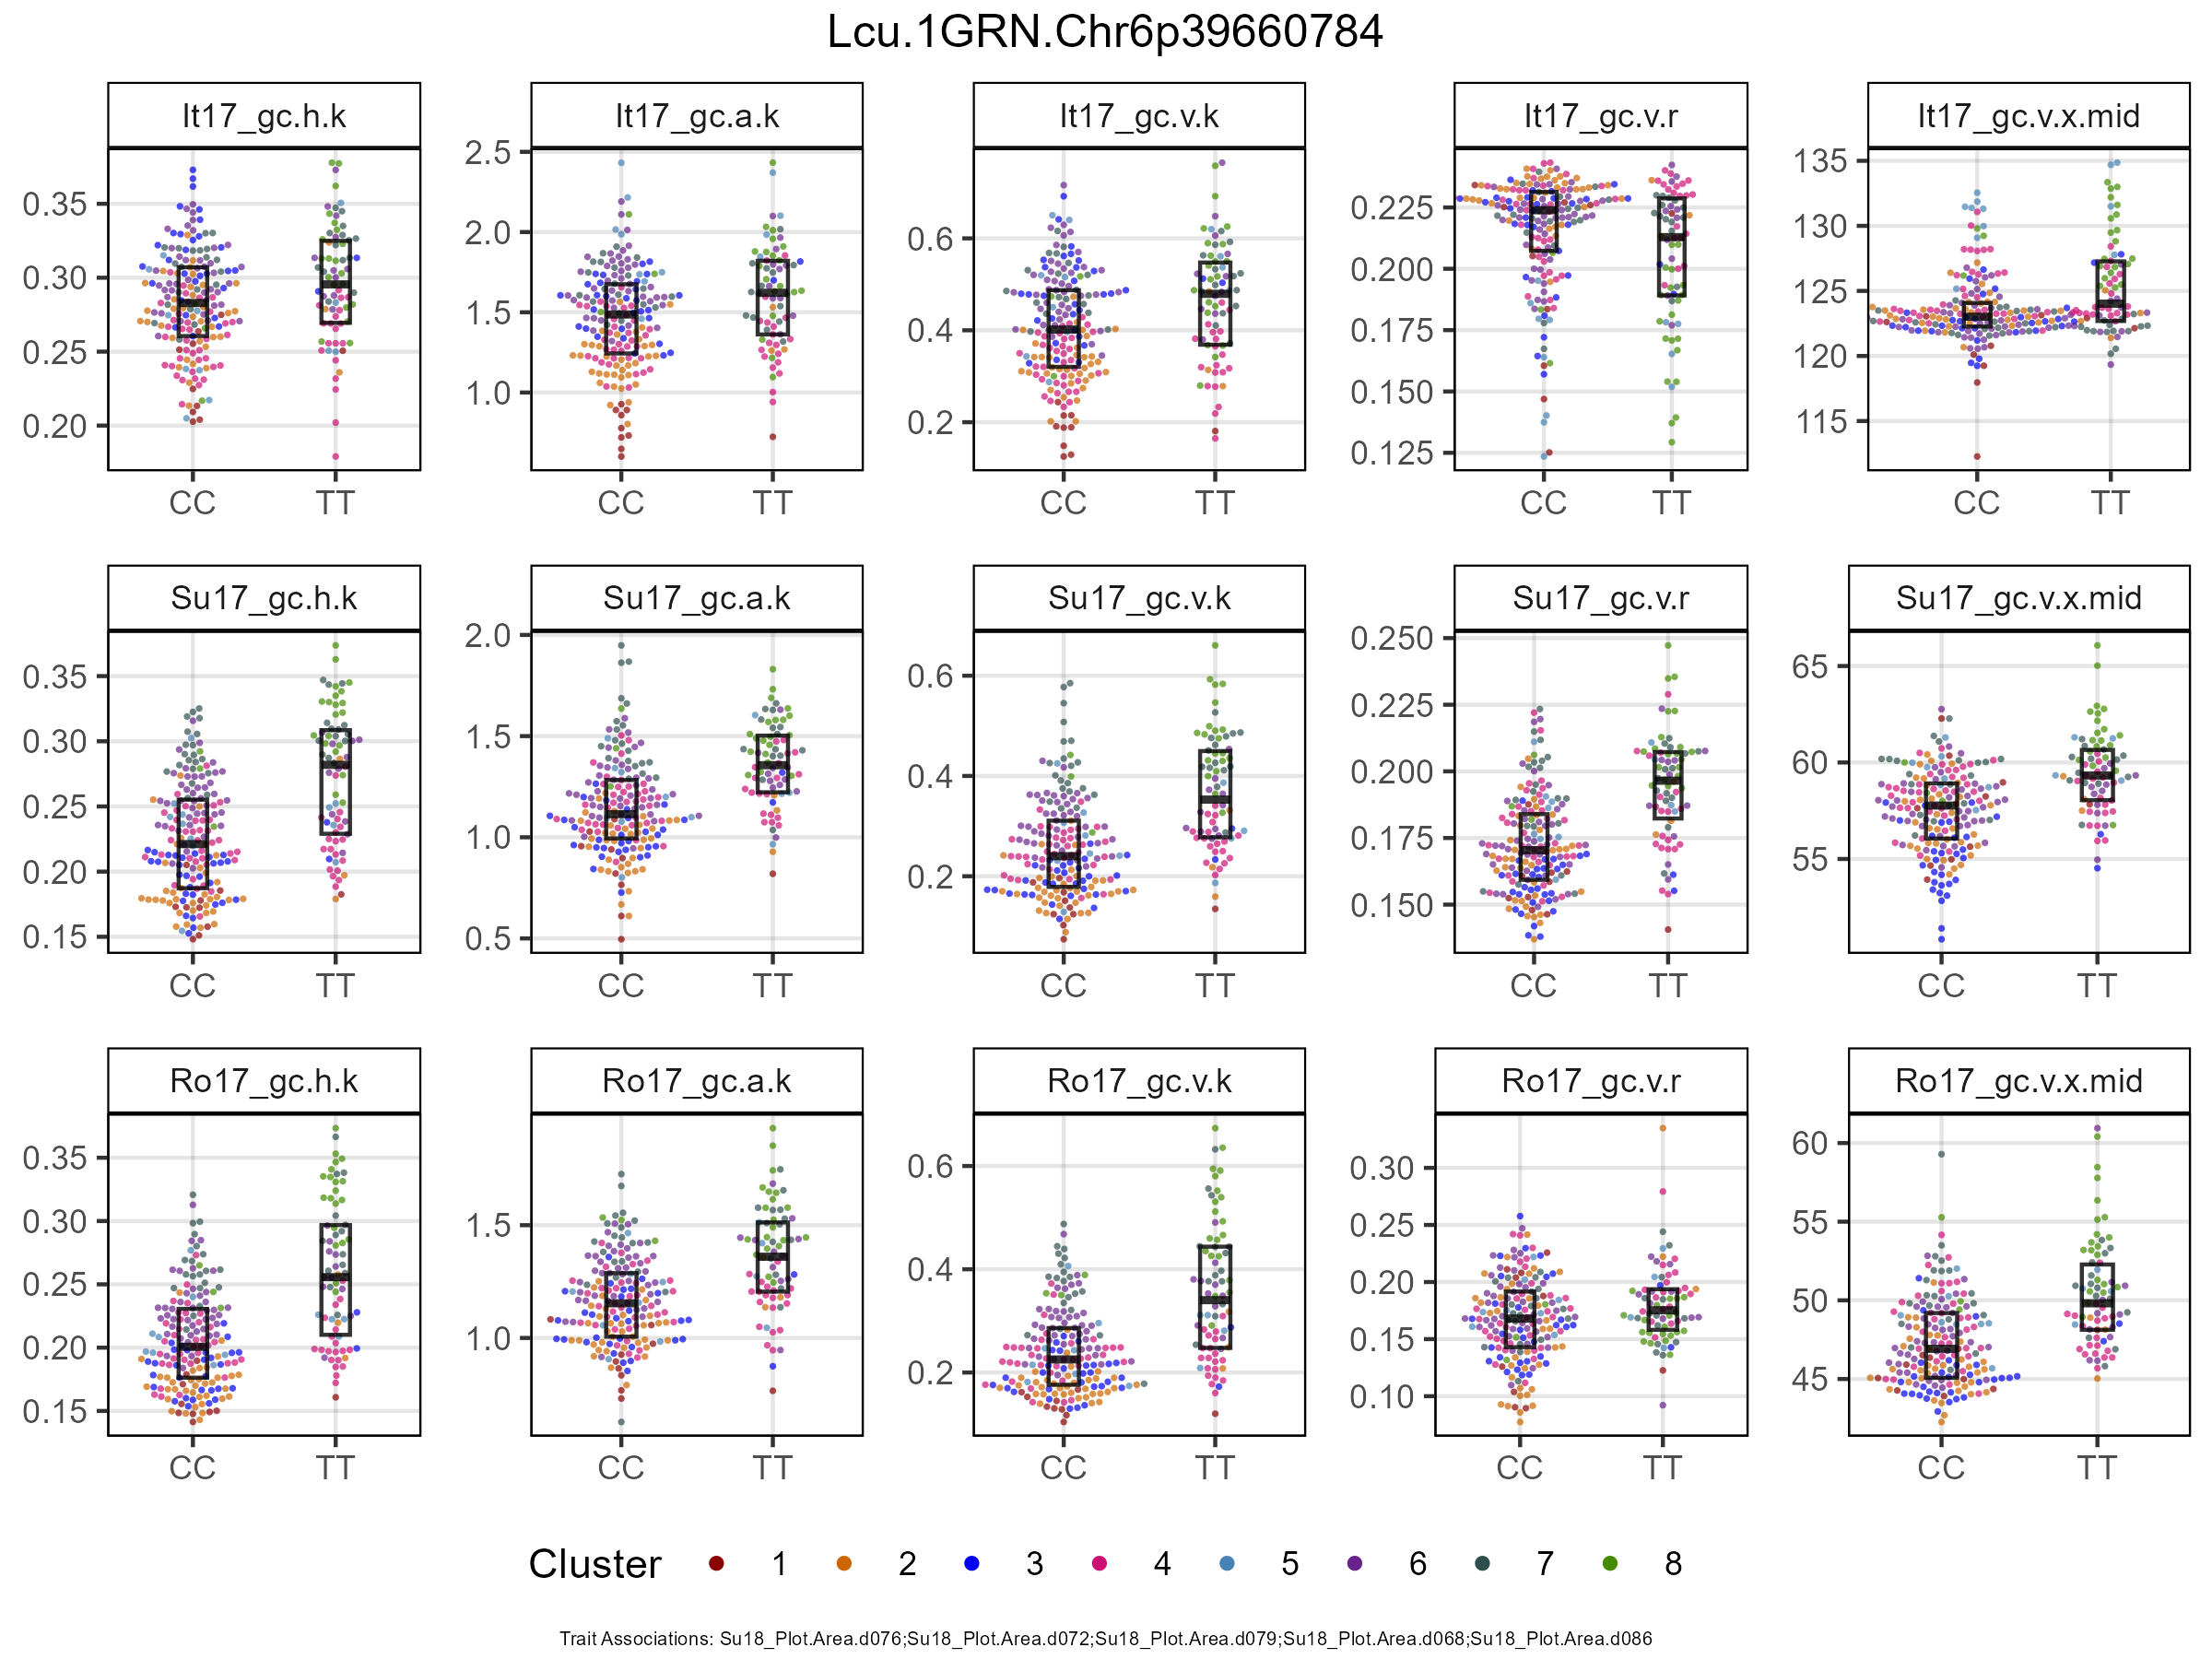 Lcu.1GRN.Chr6p39660784
It17_gc.h.k It17_gc.a.k It17_gc.v.k It17_gc.v.r It17_gc.v.x.mid
0.35 0.30 0.25 0.20
2.5 2.0 1.5 1.0
0.6 0.4 0.2
0.225 0.200 0.175 0.150 0.125
135 130 125 120 115
CC TT CC TT CC TT CC TT CC TT
Su17_gc.h.k Su17_gc.a.k Su17_gc.v.k Su17_gc.v.r Su17_gc.v.x.mid
0.35 0.30 0.25 0.20 0.15
2.0 1.5 1.0 0.5
0.6 0.4 0.2
0.250 0.225 0.200 0.175 0.150
65 60 55
CC TT CC TT CC TT CC TT CC TT
Ro17_gc.h.k Ro17_gc.a.k Ro17_gc.v.k Ro17_gc.v.r Ro17_gc.v.x.mid
0.35 0.30 0.25 0.20 0.15
1.5 1.0
0.6 0.4 0.2
0.30 0.25 0.20 0.15 0.10
60 55 50 45
CC TT CC TT CC TT CC TT CC TT
Cluster 1 2 3 4 5 6 7 8
Trait Associations: Su18_Plot.Area.d076;Su18_Plot.Area.d072;Su18_Plot.Area.d079;Su18_Plot.Area.d068;Su18_Plot.Area.d086